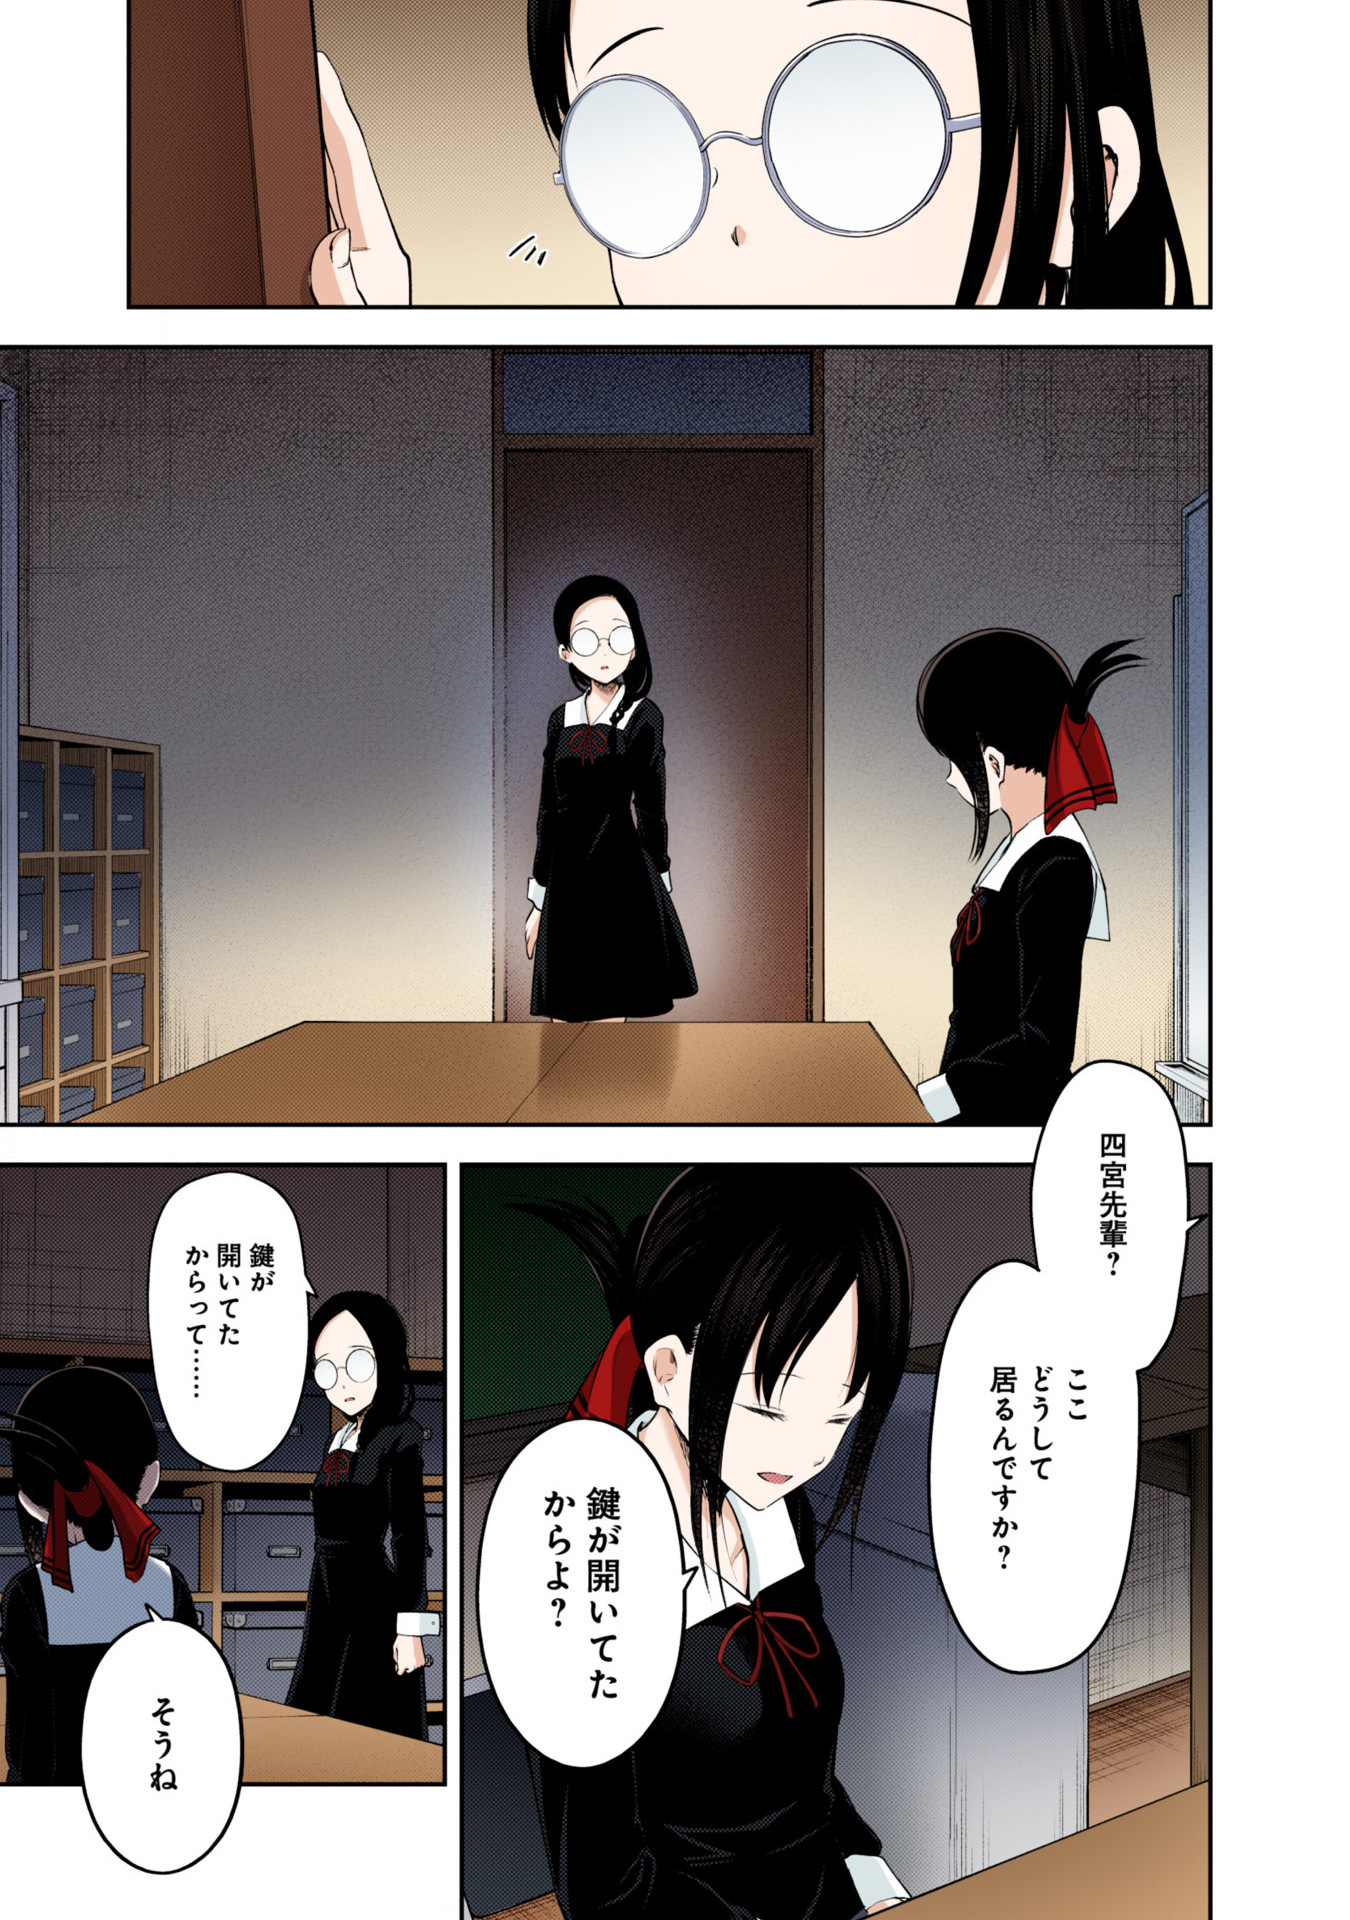 四宮先輩？
ここ
どうして
居るんですか？
鍵が開いてた
からよ？
鍵が
開いてた
からって……
そうね